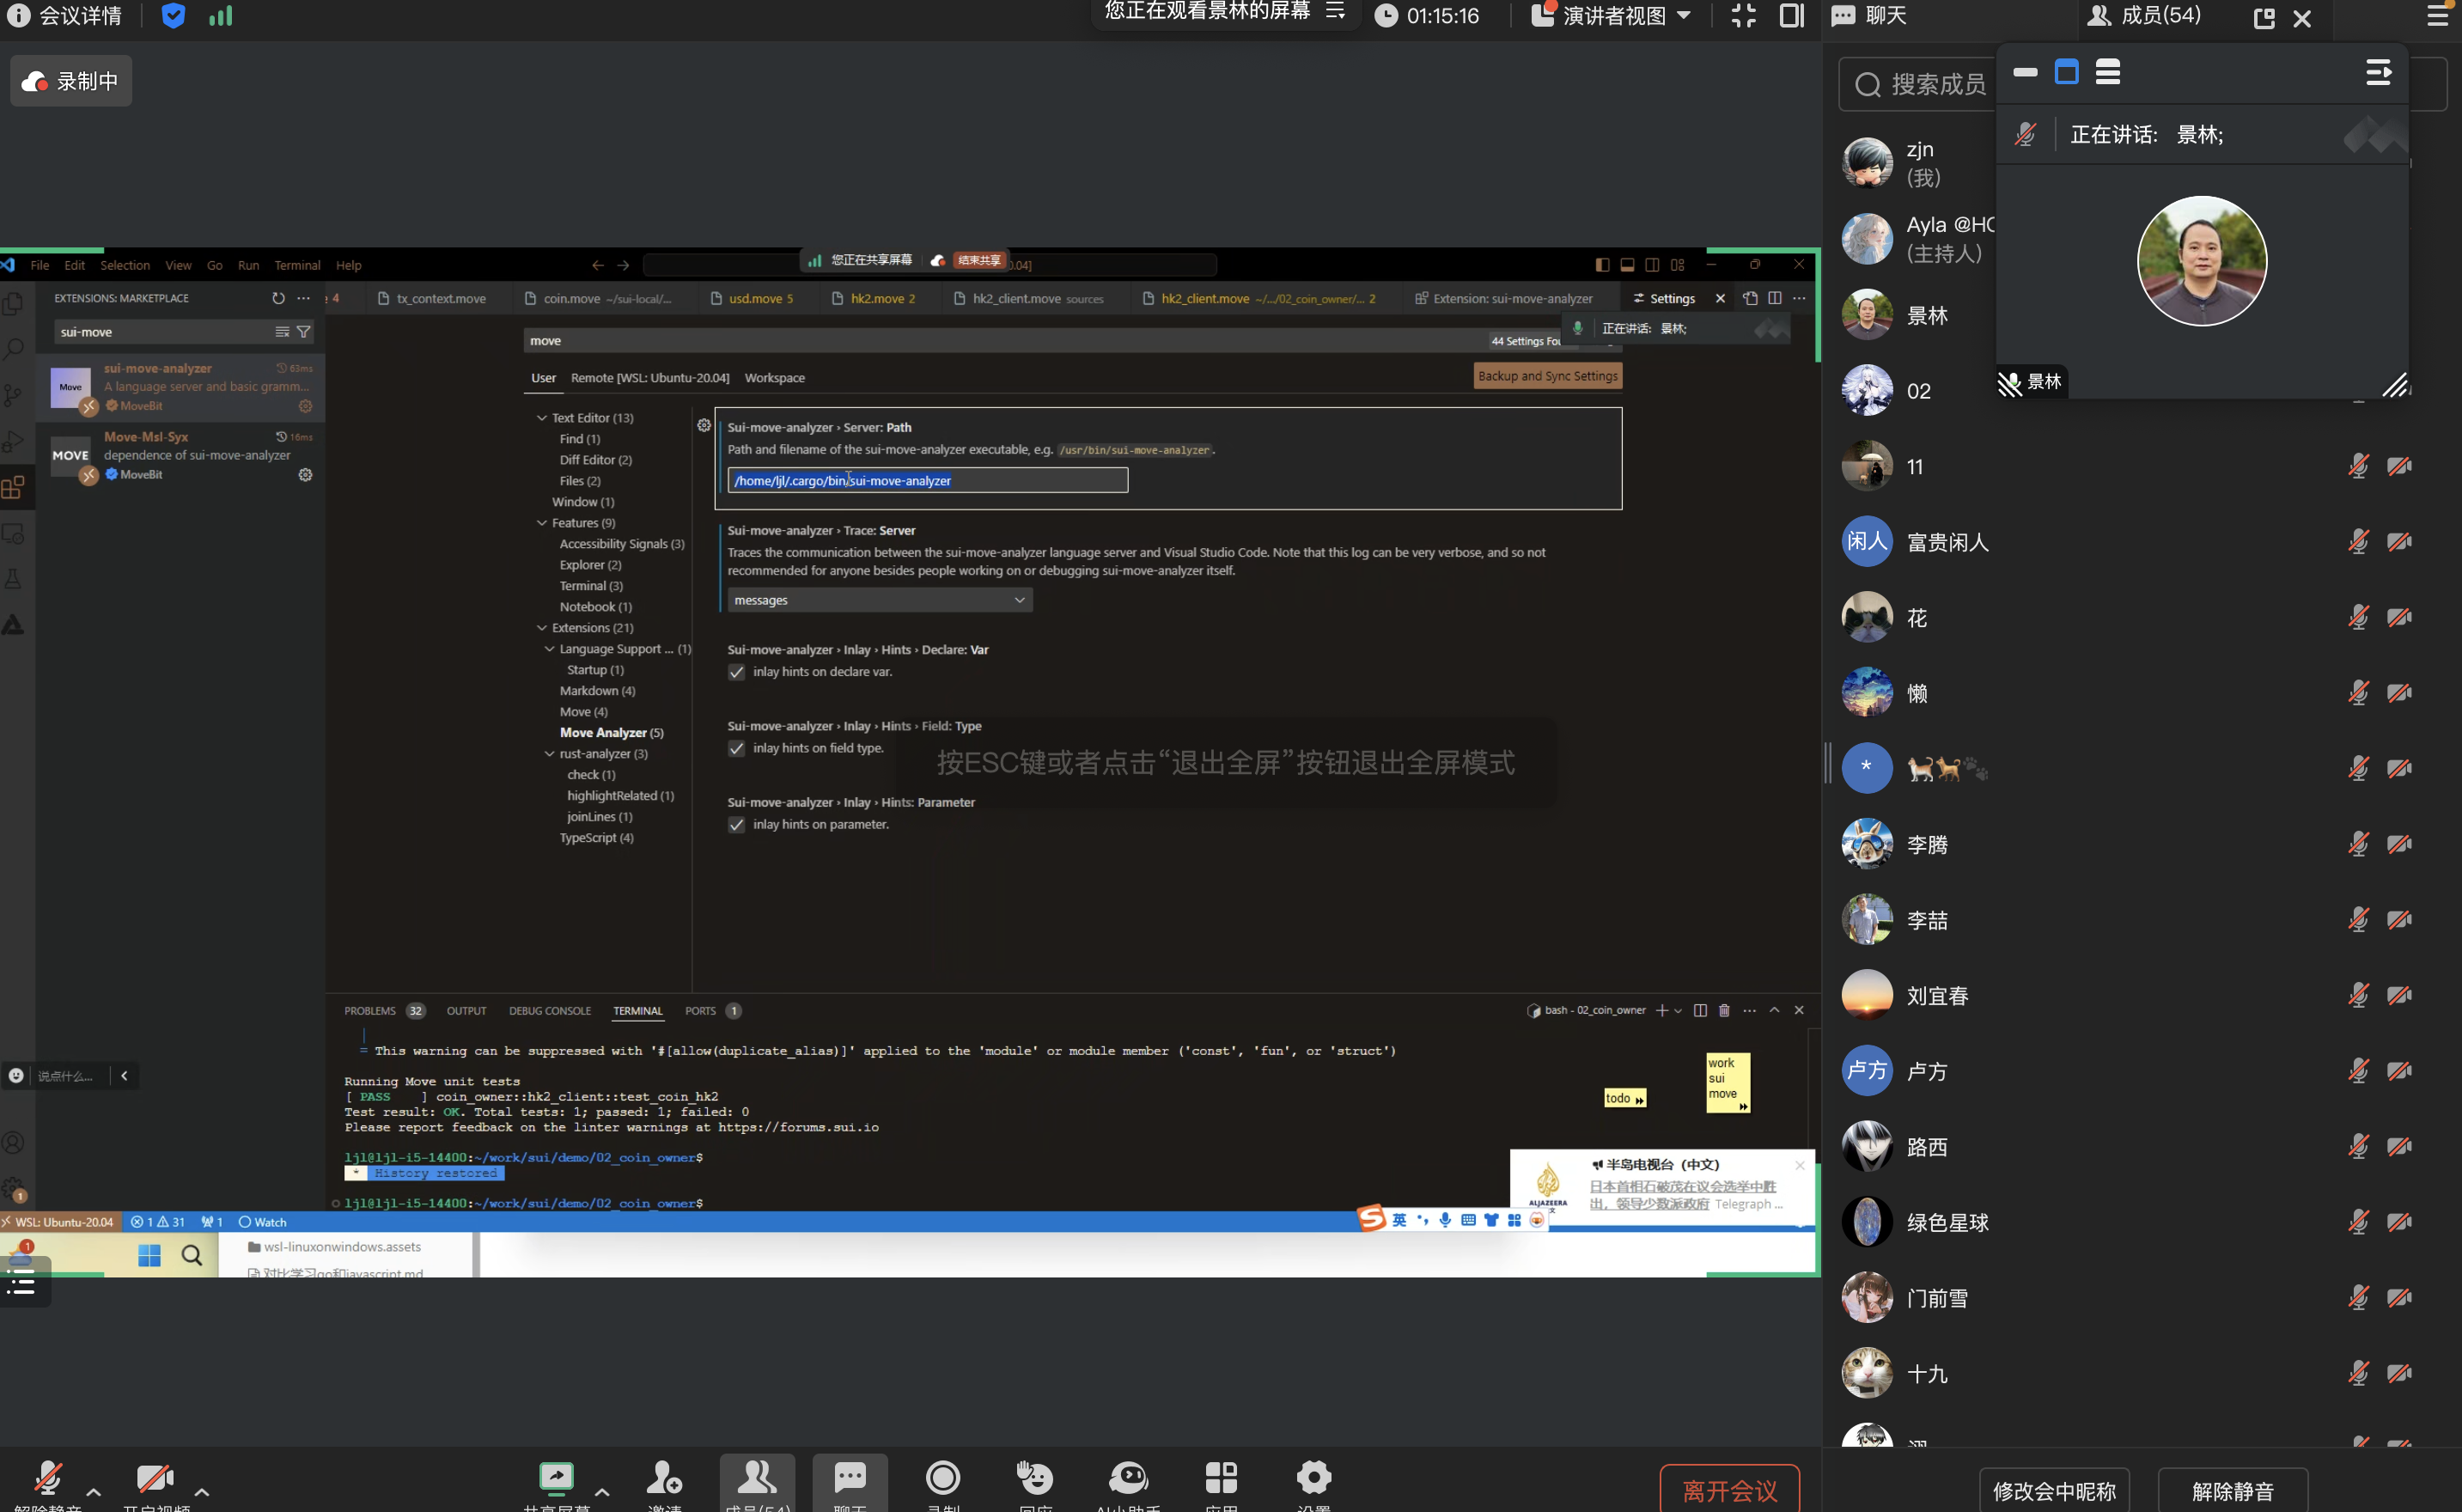 会议详情
您正在观看景林的屏幕
01:15:16
演讲者视图
聊天
成员(54)
录制中
搜索成员
正在讲话: 景林;
景林
zjn
(我)
Ayla @HC
(主持人)
景林
02
11
闲人
富贵闲人
花
懒
*
李腾
李喆
刘宜春
卢方
卢方
路西
绿色星球
门前雪
十九
File Edit Selection View Go Run Terminal Help
您正在共享屏幕
结束共享
.04]
EXTENSIONS: MARKETPLACE
4
tx_context.move
coin.move ~/sui-local/...
usd.move 5
hk2.move 2
hk2_client.move sources
hk2_client.move ~/.../02_coin_owner/... 2
Extension: sui-move-analyzer
Settings
sui-move
正在讲话: 景林;
move
44 Settings Fou
sui-move-analyzer
63ms
A language server and basic gramm...
MoveBit
Move
Move-Msl-Syx
16ms
dependence of sui-move-analyzer
MoveBit
MOVE
User Remote [WSL: Ubuntu-20.04] Workspace
Backup and Sync Settings
Text Editor (13)
Find (1)
Diff Editor (2)
Files (2)
Window (1)
Features (9)
Accessibility Signals (3)
Explorer (2)
Terminal (3)
Notebook (1)
Extensions (21)
Language Support ... (1)
Startup (1)
Markdown (4)
Move (4)
Move Analyzer (5)
rust-analyzer (3)
check (1)
highlightRelated (1)
joinLines (1)
TypeScript (4)
Sui-move-analyzer › Server: Path
Path and filename of the sui-move-analyzer executable, e.g. /usr/bin/sui-move-analyzer.
/home/ljl/.cargo/bin/sui-move-analyzer
Sui-move-analyzer › Trace: Server
Traces the communication between the sui-move-analyzer language server and Visual Studio Code. Note that this log can be very verbose, and so not
recommended for anyone besides people working on or debugging sui-move-analyzer itself.
messages
Sui-move-analyzer › Inlay › Hints › Declare: Var
inlay hints on declare var.
Sui-move-analyzer › Inlay › Hints › Field: Type
inlay hints on field type.
按ESC键或者点击“退出全屏”按钮退出全屏模式
Sui-move-analyzer › Inlay › Hints: Parameter
inlay hints on parameter.
PROBLEMS 32 OUTPUT DEBUG CONSOLE TERMINAL PORTS 1
bash - 02_coin_owner
= This warning can be suppressed with '#[allow(duplicate_alias)]' applied to the 'module' or module member ('const', 'fun', or 'struct')
Running Move unit tests
[ PASS    ] coin_owner::hk2_client::test_coin_hk2
Test result: OK. Total tests: 1; passed: 1; failed: 0
Please report feedback on the linter warnings at https://forums.sui.io
ljl@ljl-i5-14400:~/work/sui/demo/02_coin_owner$
* History restored
ljl@ljl-i5-14400:~/work/sui/demo/02_coin_owner$
说点什么...
todo
work
sui
move
半岛电视台（中文）
日本首相石破茂在议会选举中胜
出，领导少数派政府 Telegraph ...
ALJAZEERA
1
WSL: Ubuntu-20.04
1 31
1
Watch
英
1
wsl-linuxonwindows.assets
对比学习go和javascript.md
解除静音
开启视频
共享屏幕
邀请
成员(54)
聊天
录制
回应
AI小助手
应用
设置
离开会议
修改会中昵称
解除静音